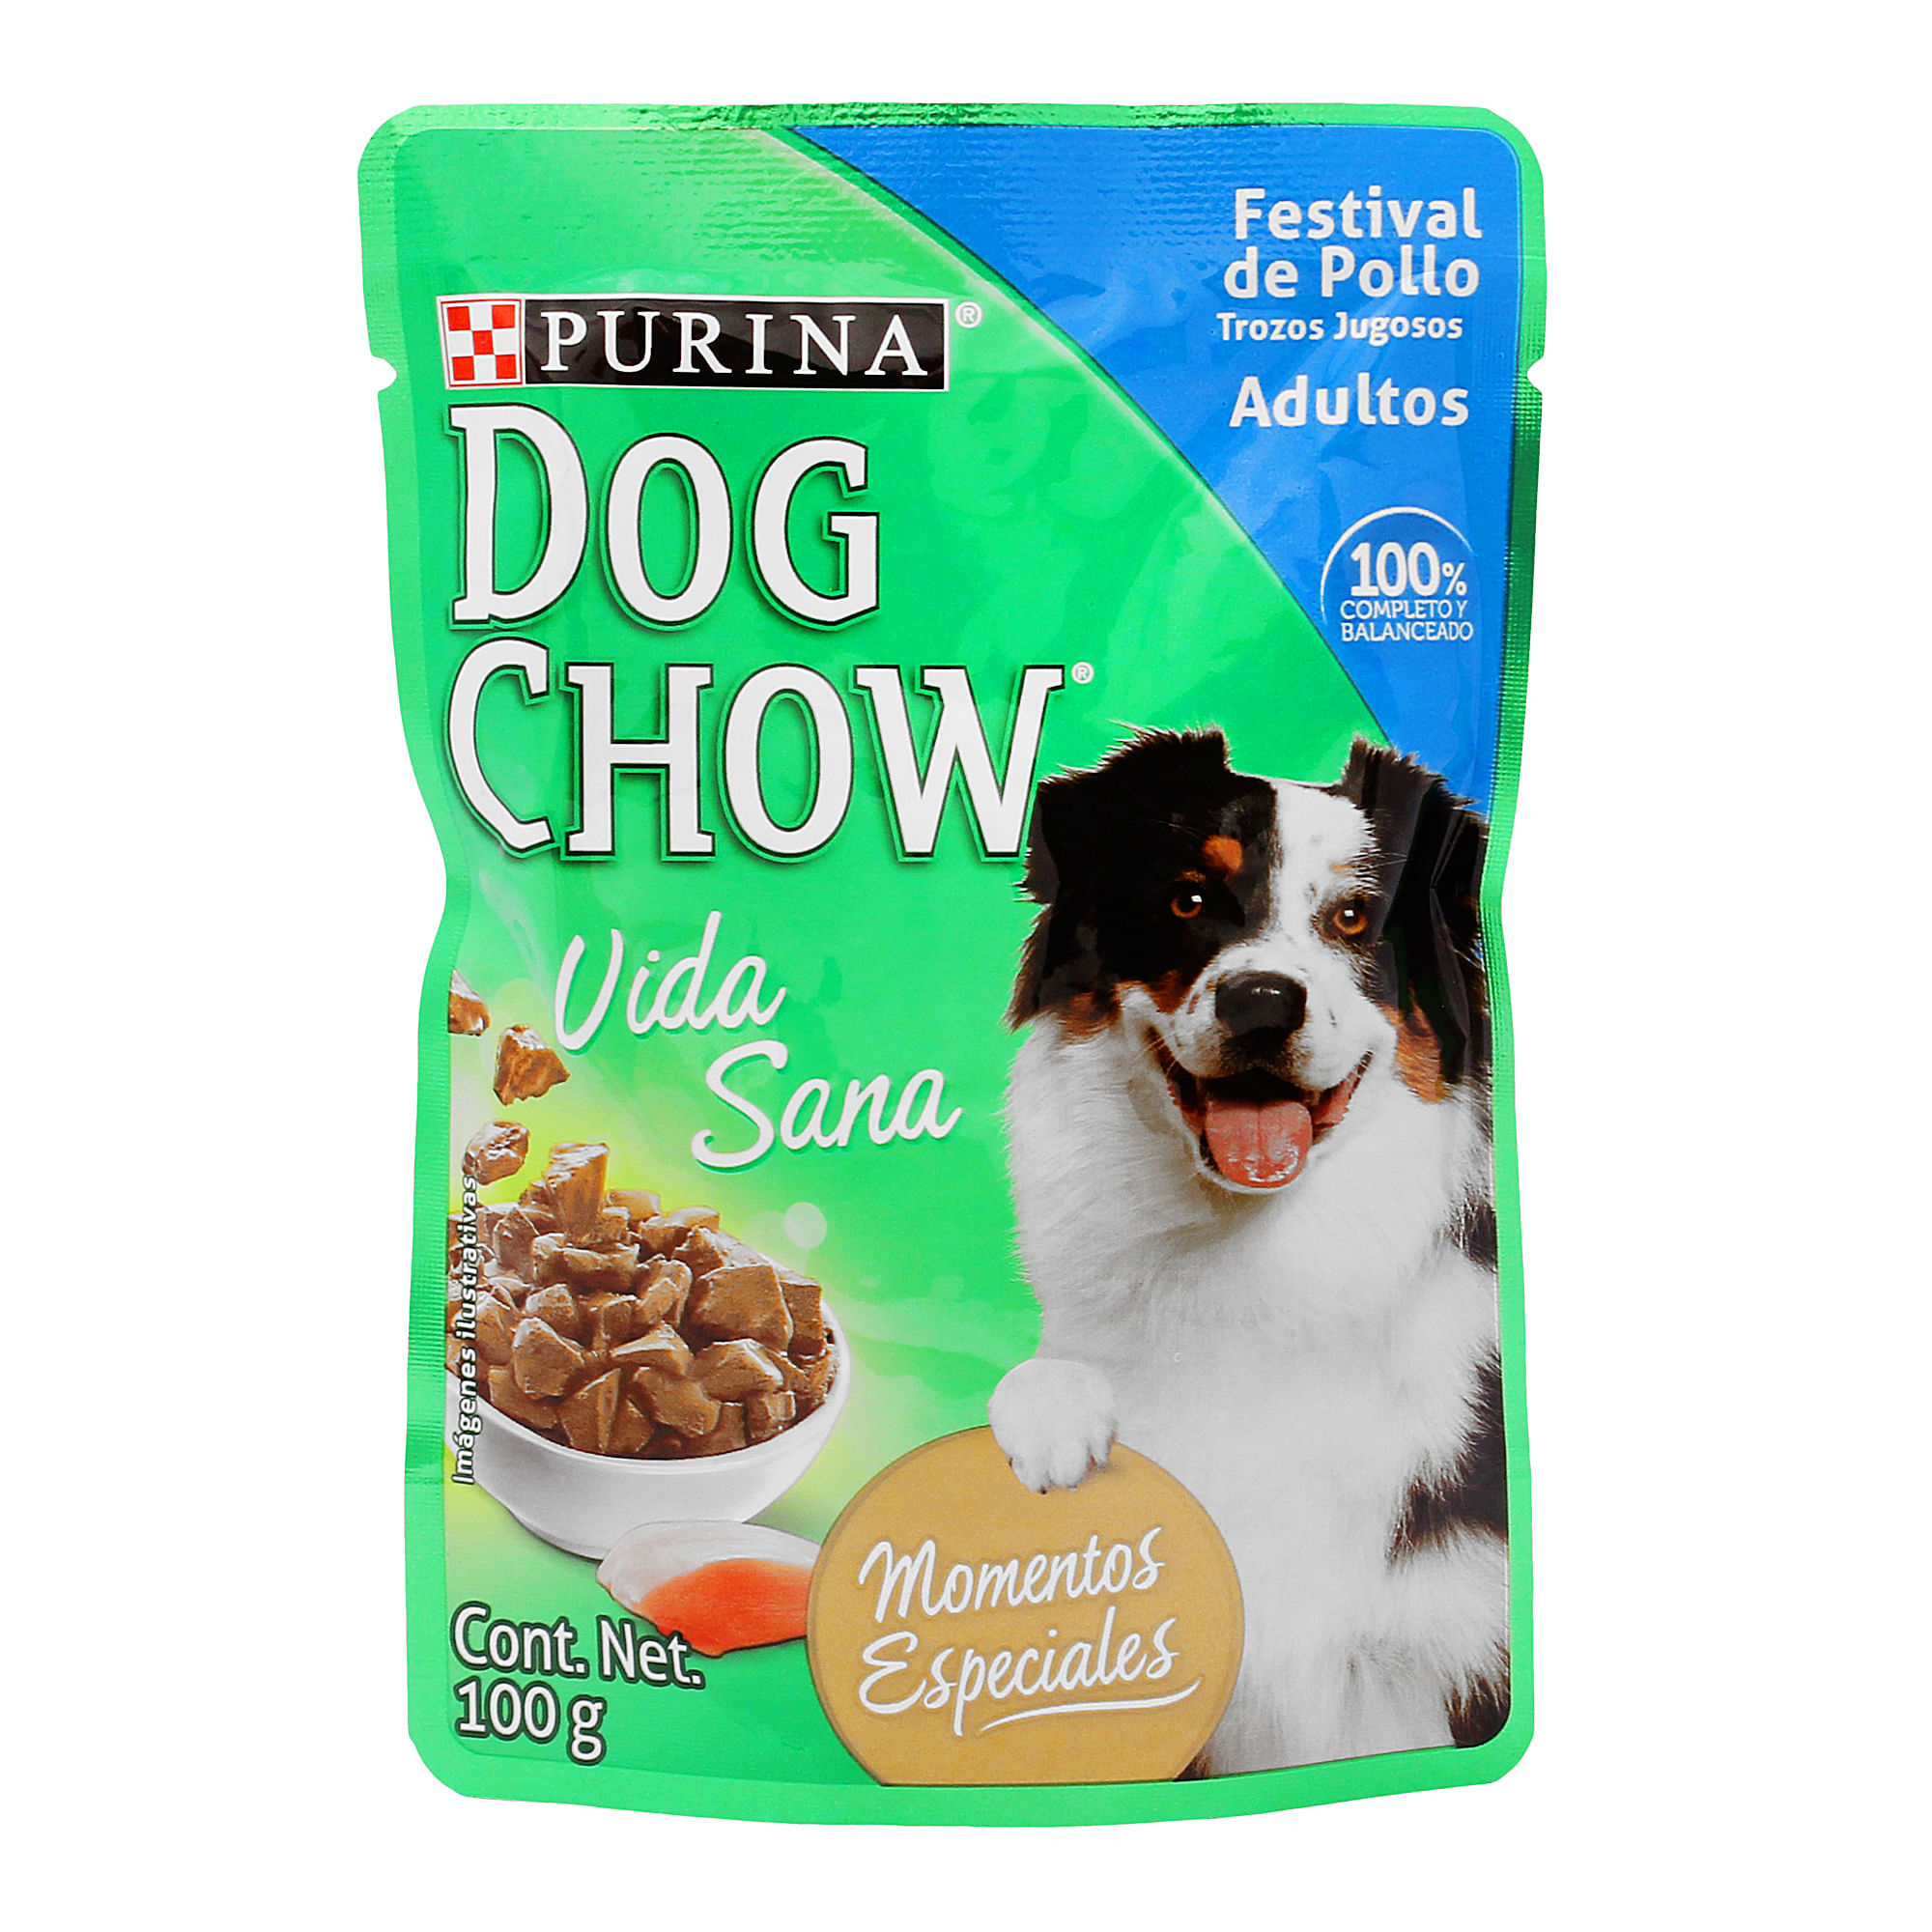 Festival
de Pollo
Trozos Jugosos
Adultos
PURINA®
DOG
CHOW®
100%
COMPLETO Y
BALANCEADO
Vida
Sana
Imágenes ilustrativas
Momentos
Especiales
Cont. Net.
100 g